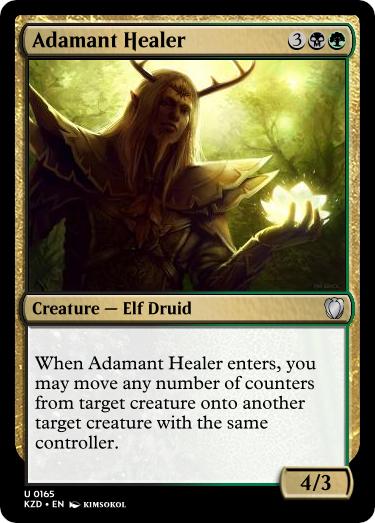 Adamant Healer 3
Creature — Elf Druid
When Adamant Healer enters, you
may move any number of counters
from target creature onto another
target creature with the same
controller.
4/3
U 0165
KZD • EN KIMSOKOL